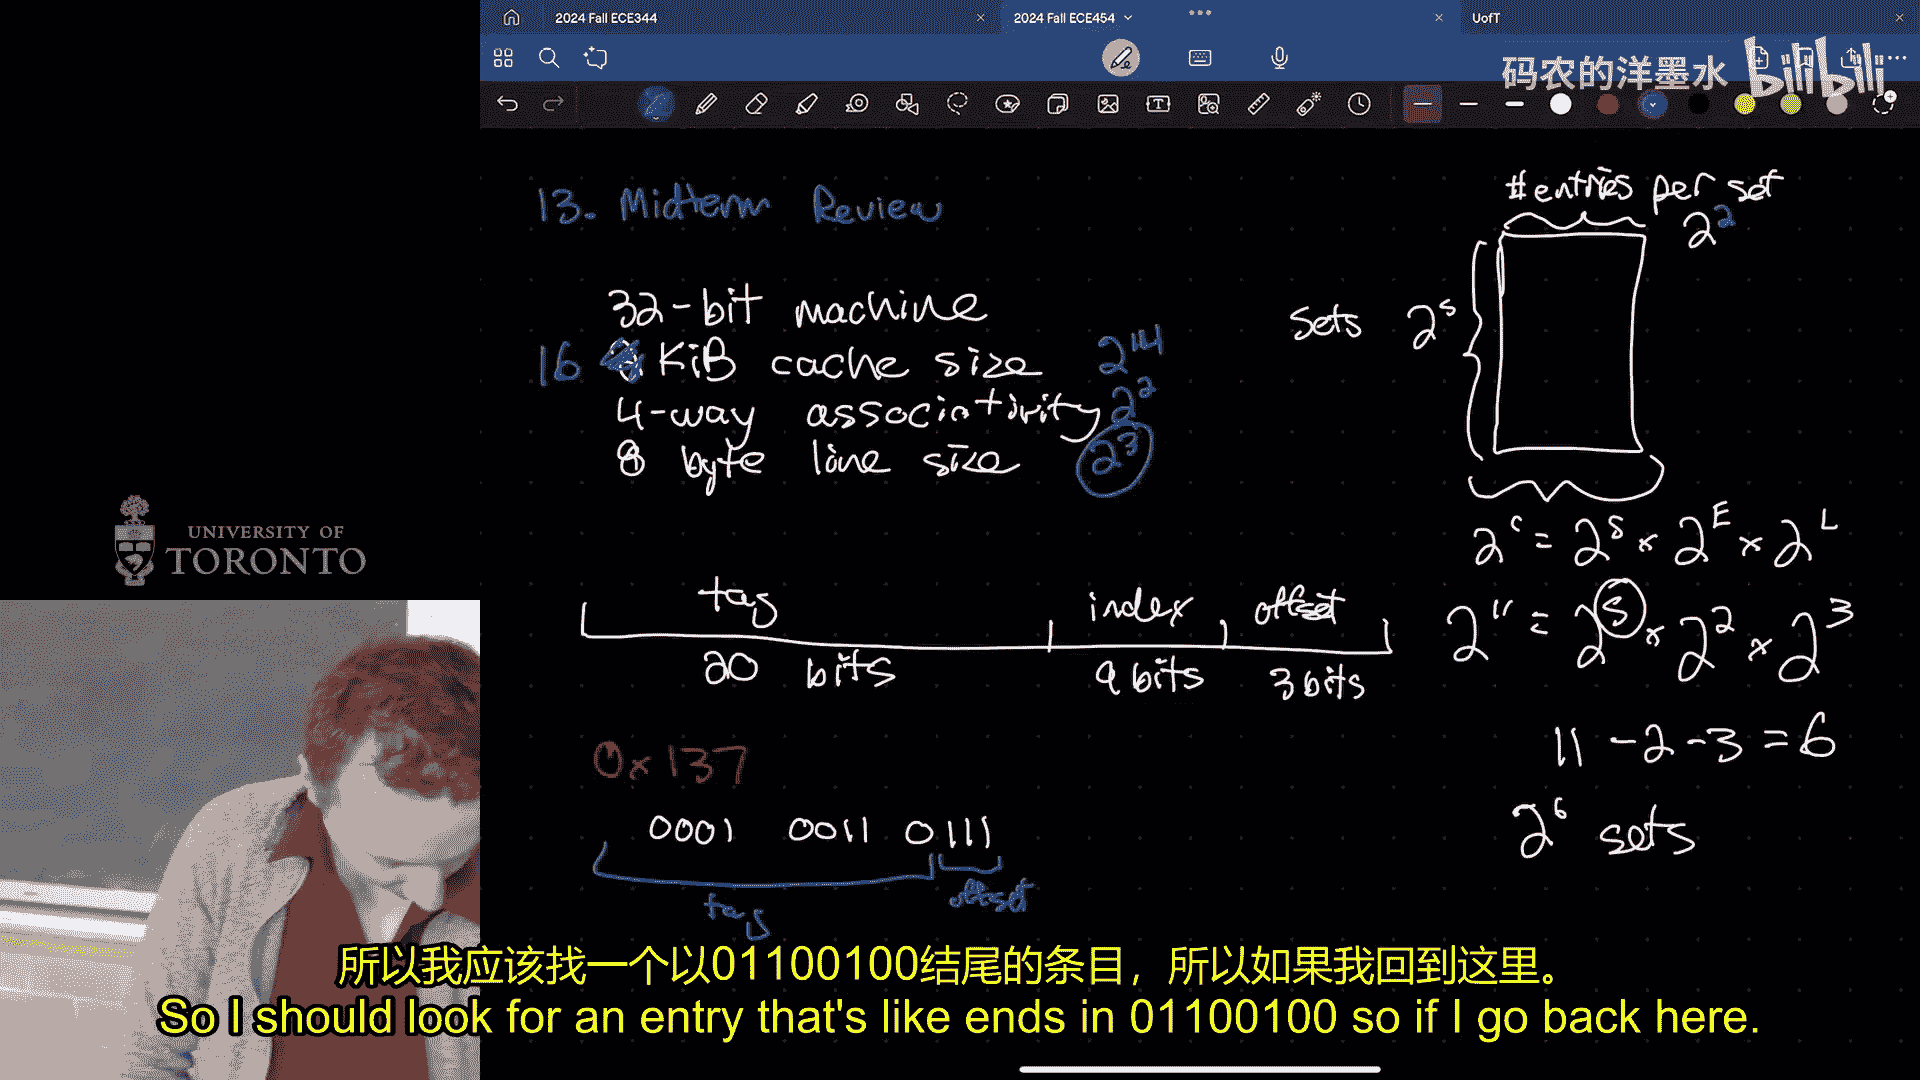 2024 Fall ECE344
2024 Fall ECE454
UofT
码农的洋墨水 bilibili
13. Midterm Review
32-bit machine
16 KiB cache size 2^14
4-way associativity 2^2
8 byte line size 2^3
# entries per set
2^2
Sets 2^s
2^c = 2^s × 2^E × 2^L
2^11 = 2^s × 2^2 × 2^3
11 - 2 - 3 = 6
2^6 sets
tag index offset
20 bits 9 bits 3 bits
0x137
0001 0011 0111
tag offset
UNIVERSITY OF
TORONTO
所以我应该找一个以01100100结尾的条目，所以如果我回到这里。
So I should look for an entry that's like ends in 01100100 so if I go back here.